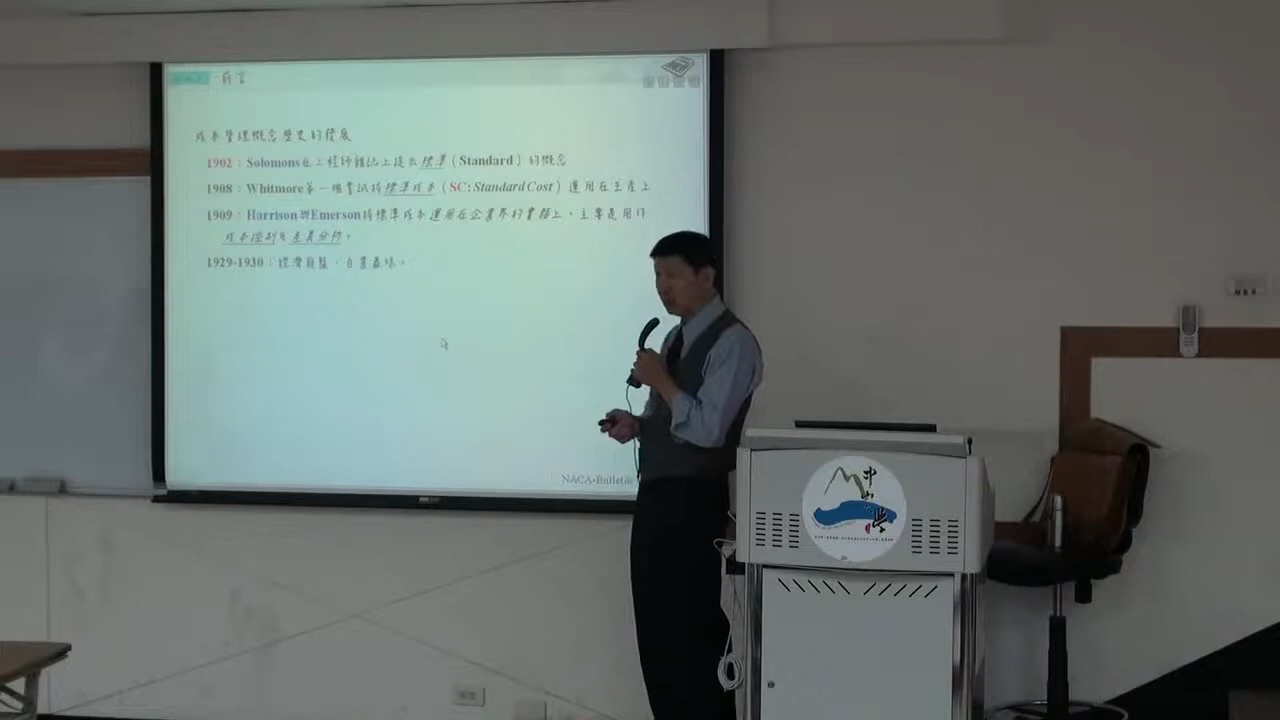 前言
成本管理概念歷史的發展
1902：Solomons在工程師雜誌上提出標準（Standard）的概念
1908：Whitmore第一個嘗試將標準成本（SC: Standard Cost）運用在生產上
1909：Harrison與Emerson將標準成本運用在企業界的實務上，主要是用作
成本控制及差異分析。
1929-1930：經濟崩盤，百業蕭條。
NACA-Bulletin
中山學